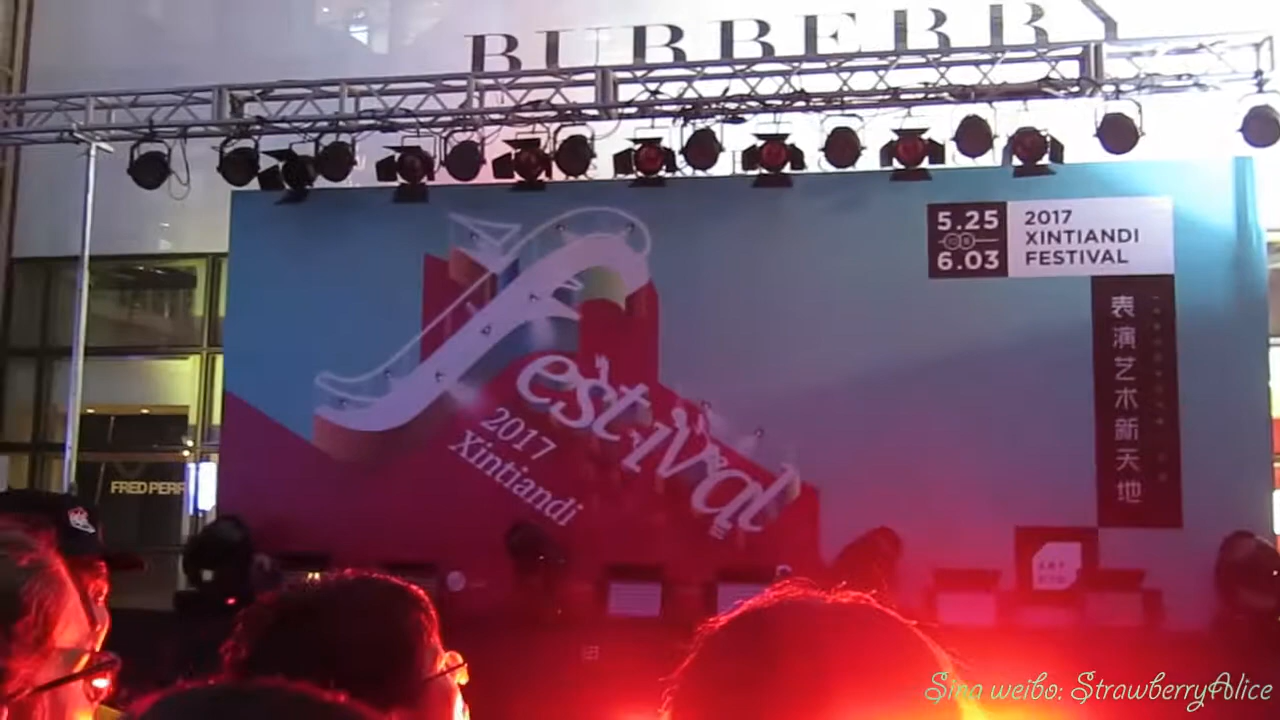 BURBERRY
5.25
6.03
2017
XINTIANDI
FESTIVAL
表演艺术新天地
festival
2017
Xintiandi
FRED PERR
Sina weibo: StrawberryAlice